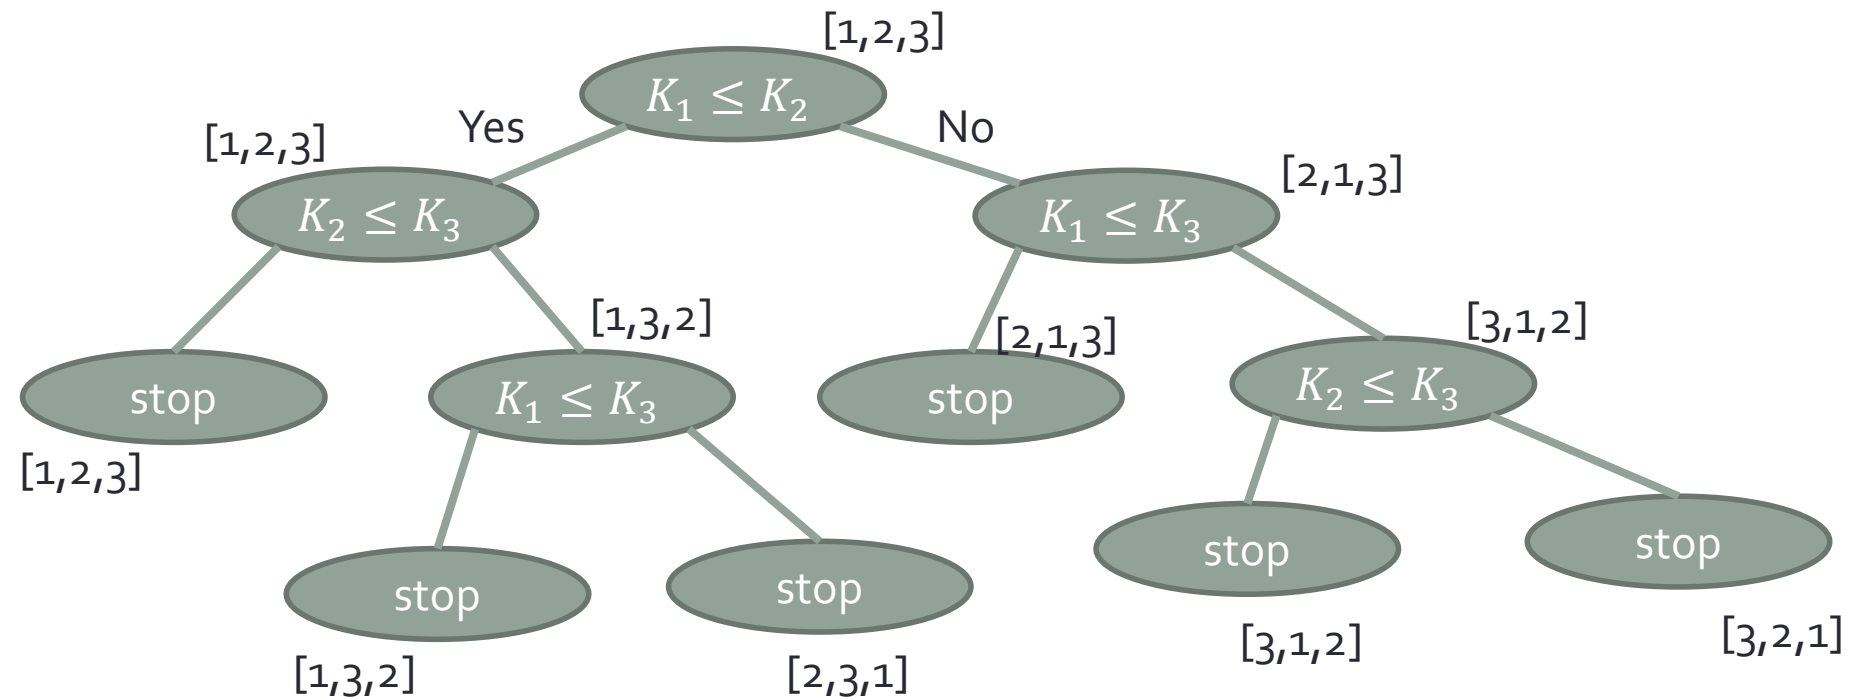 [1,2,3]
K₁ ≤ K₂
Yes
No
[1,2,3]
K₂ ≤ K₃
[2,1,3]
K₁ ≤ K₃
[1,3,2]
[2,1,3]
[3,1,2]
stop
K₁ ≤ K₃
stop
K₂ ≤ K₃
[1,2,3]
stop
stop
stop
stop
[1,3,2]
[2,3,1]
[3,1,2]
[3,2,1]